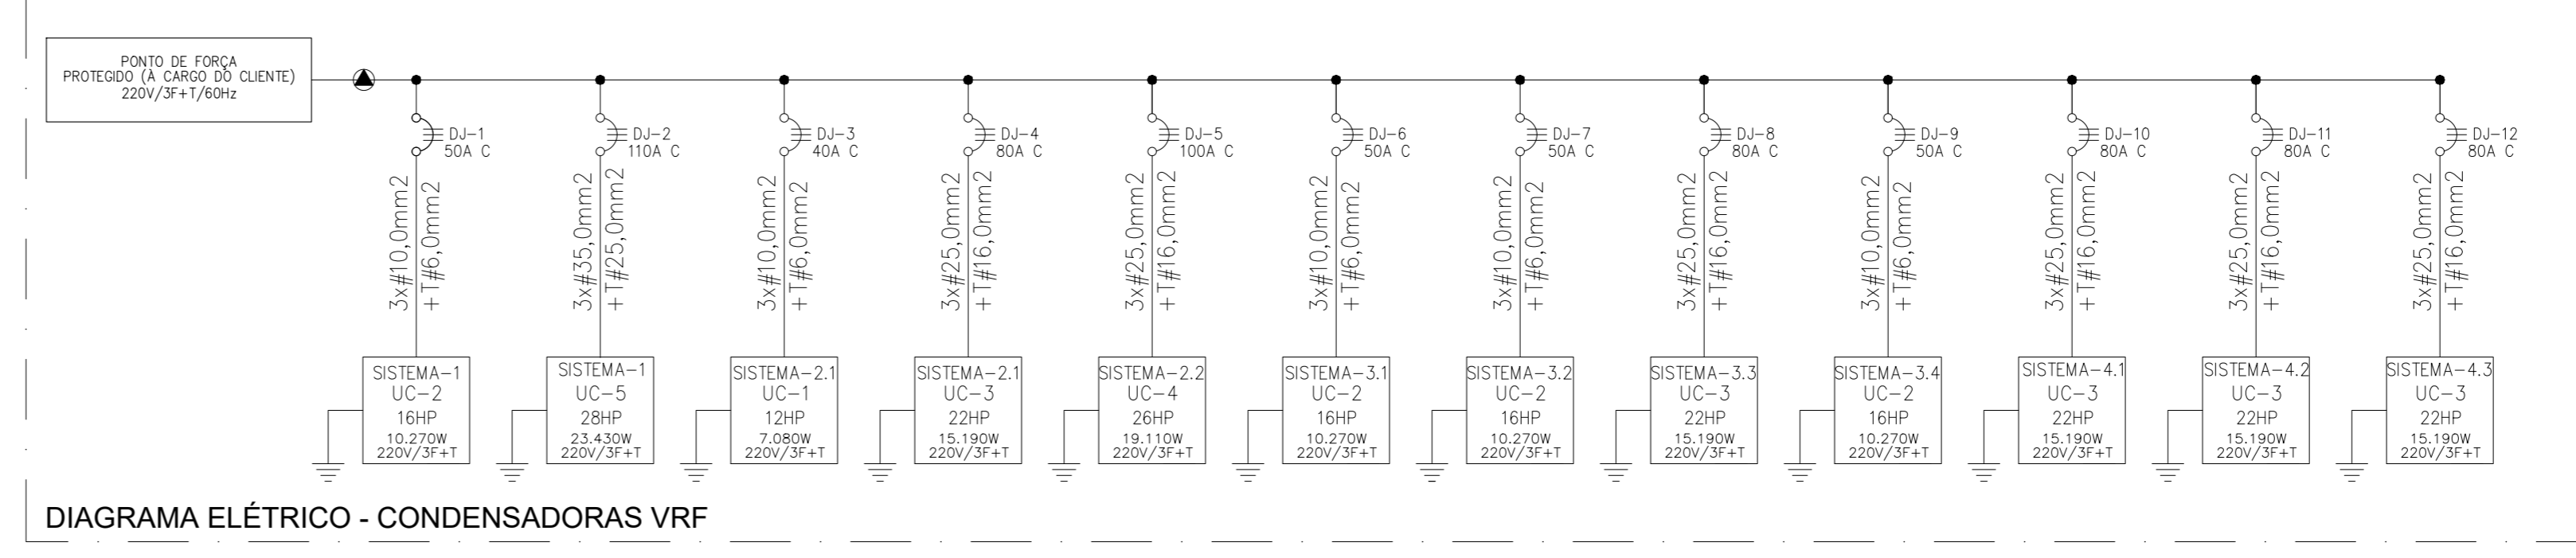 PONTO DE FORÇA
PROTEGIDO (À CARGO DO CLIENTE)
220V/3F+T/60Hz
DJ-1
50A C
3x#10,0mm2
+T#6,0mm2
SISTEMA-1
UC-2
16HP
10.270W
220V/3F+T
DJ-2
110A C
3x#35,0mm2
+T#25,0mm2
SISTEMA-1
UC-5
28HP
23.430W
220V/3F+T
DJ-3
40A C
3x#10,0mm2
+T#6,0mm2
SISTEMA-2.1
UC-1
12HP
7.080W
220V/3F+T
DJ-4
80A C
3x#25,0mm2
+T#16,0mm2
SISTEMA-2.1
UC-3
22HP
15.190W
220V/3F+T
DJ-5
100A C
3x#25,0mm2
+T#16,0mm2
SISTEMA-2.2
UC-4
26HP
19.110W
220V/3F+T
DJ-6
50A C
3x#10,0mm2
+T#6,0mm2
SISTEMA-3.1
UC-2
16HP
10.270W
220V/3F+T
DJ-7
50A C
3x#10,0mm2
+T#6,0mm2
SISTEMA-3.2
UC-2
16HP
10.270W
220V/3F+T
DJ-8
80A C
3x#25,0mm2
+T#16,0mm2
SISTEMA-3.3
UC-3
22HP
15.190W
220V/3F+T
DJ-9
50A C
3x#10,0mm2
+T#6,0mm2
SISTEMA-3.4
UC-2
16HP
10.270W
220V/3F+T
DJ-10
80A C
3x#25,0mm2
+T#16,0mm2
SISTEMA-4.1
UC-3
22HP
15.190W
220V/3F+T
DJ-11
80A C
3x#25,0mm2
+T#16,0mm2
SISTEMA-4.2
UC-3
22HP
15.190W
220V/3F+T
DJ-12
80A C
3x#25,0mm2
+T#16,0mm2
SISTEMA-4.3
UC-3
22HP
15.190W
220V/3F+T
DIAGRAMA ELÉTRICO - CONDENSADORAS VRF